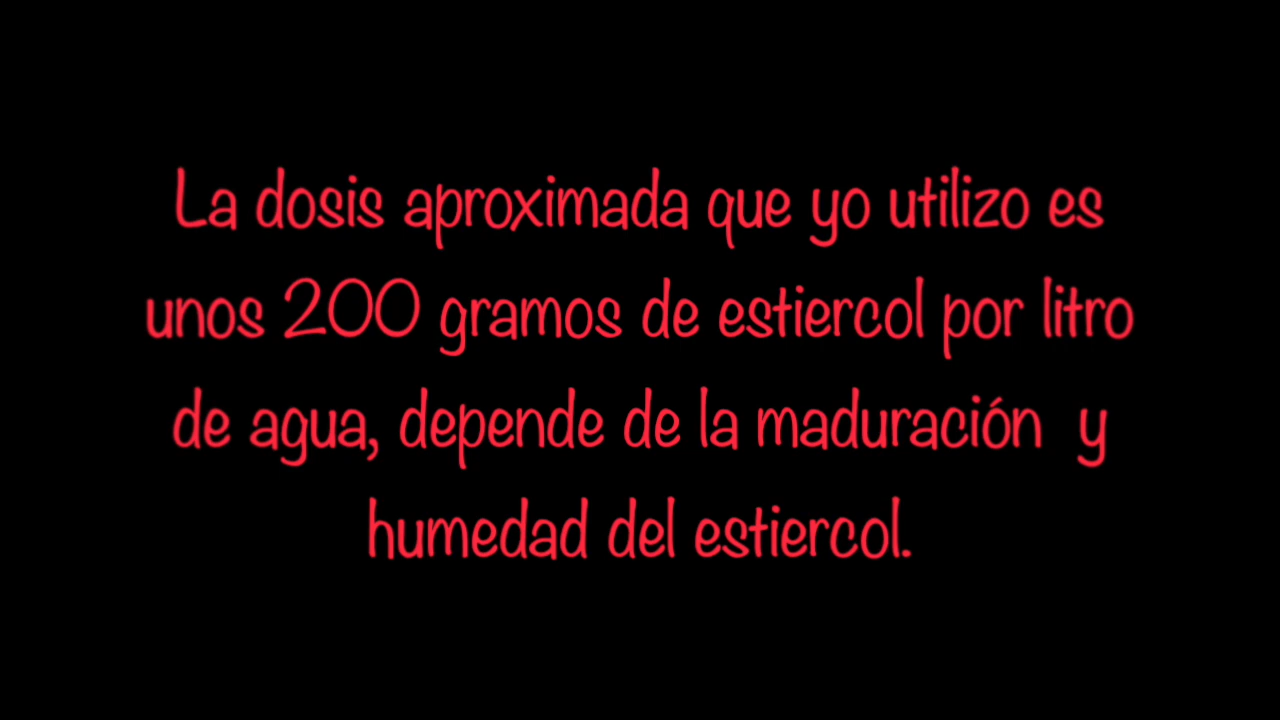 La dosis aproximada que yo utilizo es
unos 200 gramos de estiercol por litro
de agua, depende de la maduración  y
humedad del estiercol.